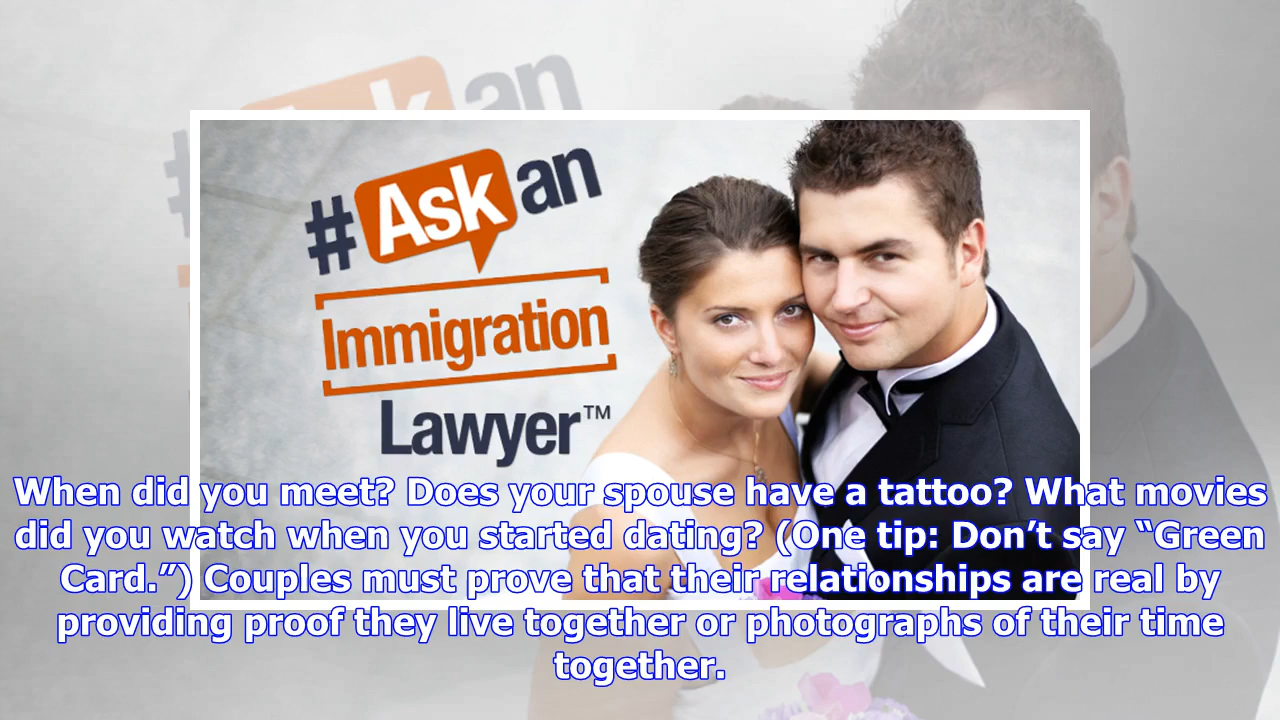 #Ask an
Immigration
Lawyer™
When did you meet? Does your spouse have a tattoo? What movies
did you watch when you started dating? (One tip: Don’t say “Green
Card.”) Couples must prove that their relationships are real by
providing proof they live together or photographs of their time
together.